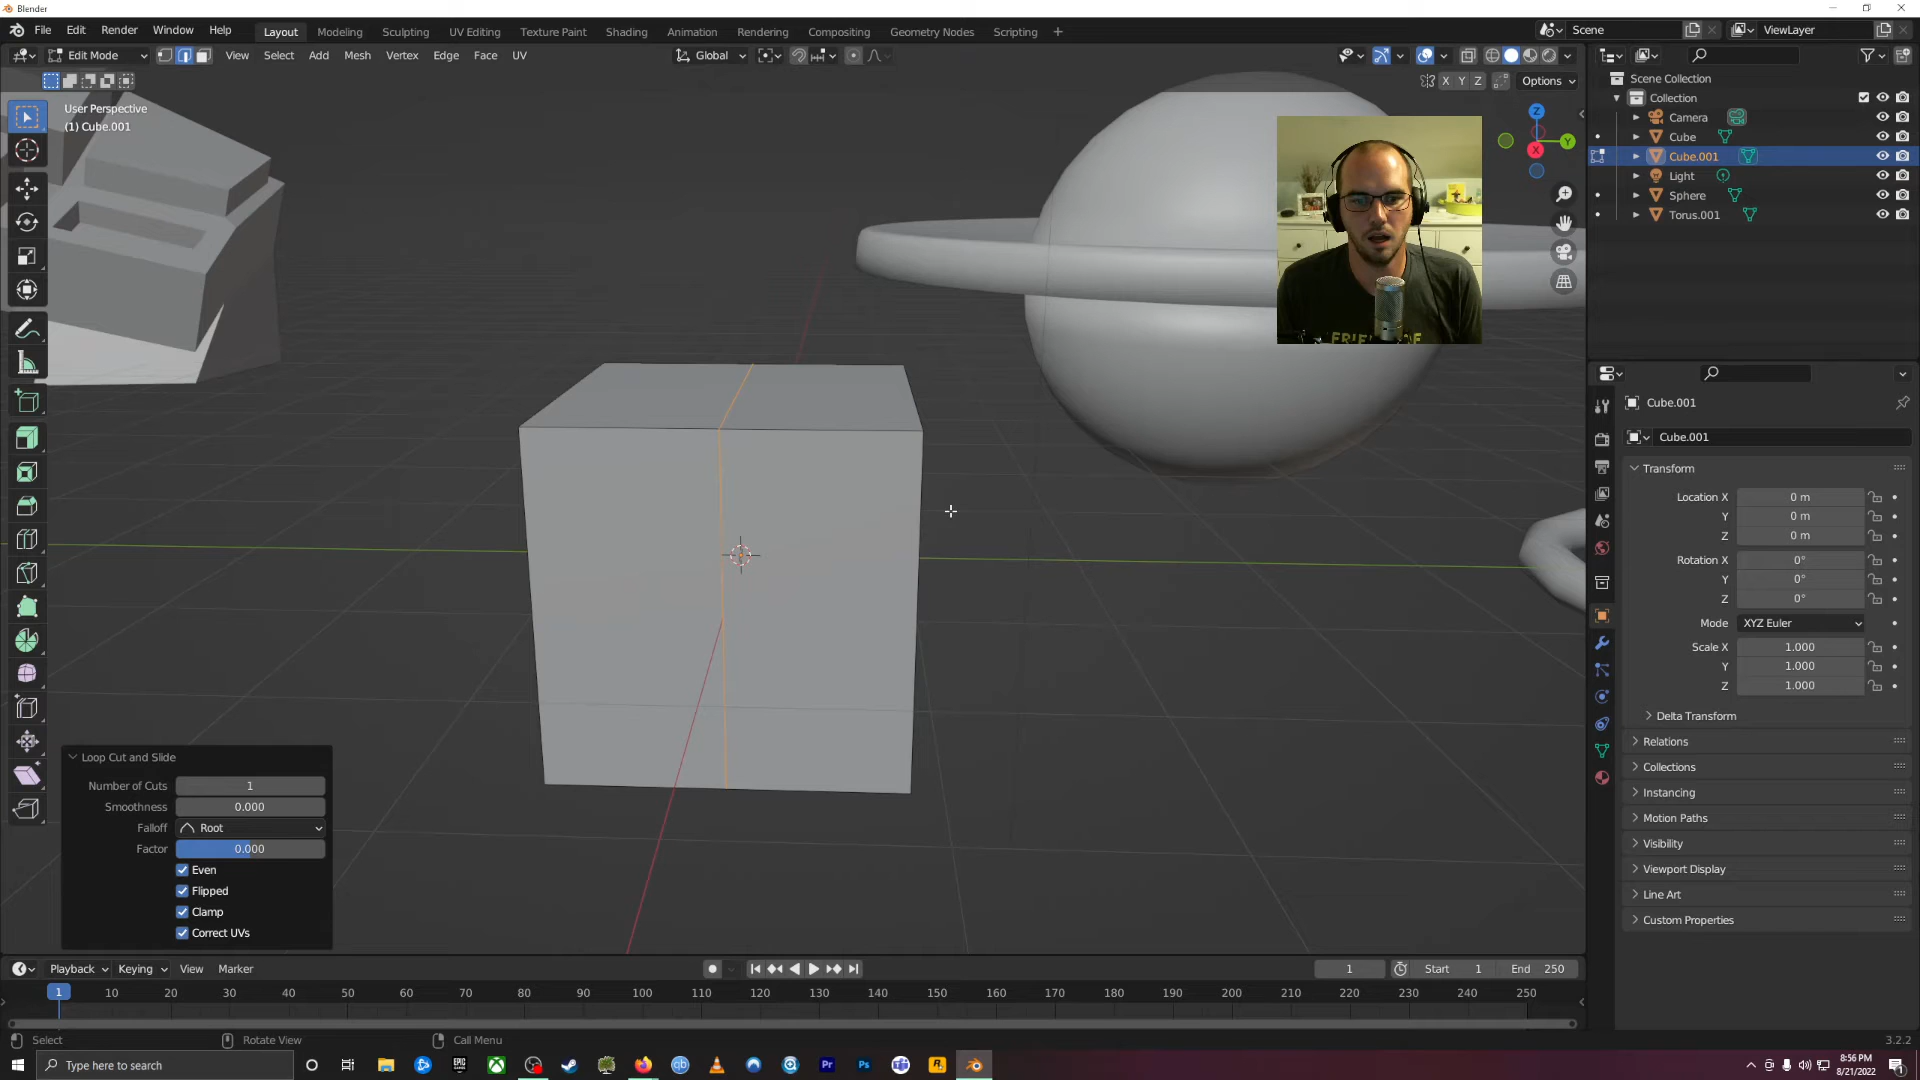 Blender
File Edit Render Window Help Layout Modeling Sculpting UV Editing Texture Paint Shading Animation Rendering Compositing Geometry Nodes Scripting + Scene ViewLayer
Edit Mode View Select Add Mesh Vertex Edge Face UV Global
X Y Z Options
User Perspective
(1) Cube.001
Z
Y
X
Scene Collection
Collection
Camera
Cube
Cube.001
Light
Sphere
Torus.001
Cube.001
Cube.001
Transform
Location X 0 m
Y 0 m
Z 0 m
Rotation X 0°
Y 0°
Z 0°
Mode XYZ Euler
Scale X 1.000
Y 1.000
Z 1.000
Delta Transform
Relations
Collections
Instancing
Motion Paths
Visibility
Viewport Display
Line Art
Custom Properties
Loop Cut and Slide
Number of Cuts 1
Smoothness 0.000
Falloff Root
Factor 0.000
Even
Flipped
Clamp
Correct UVs
Playback Keying View Marker 1 Start 1 End 250
1 10 20 30 40 50 60 70 80 90 100 110 120 130 140 150 160 170 180 190 200 210 220 230 240 250
Select Rotate View Call Menu 3.2.2
Type here to search
EPIC
qb
Pr
Ps
8:56 PM
8/21/2022